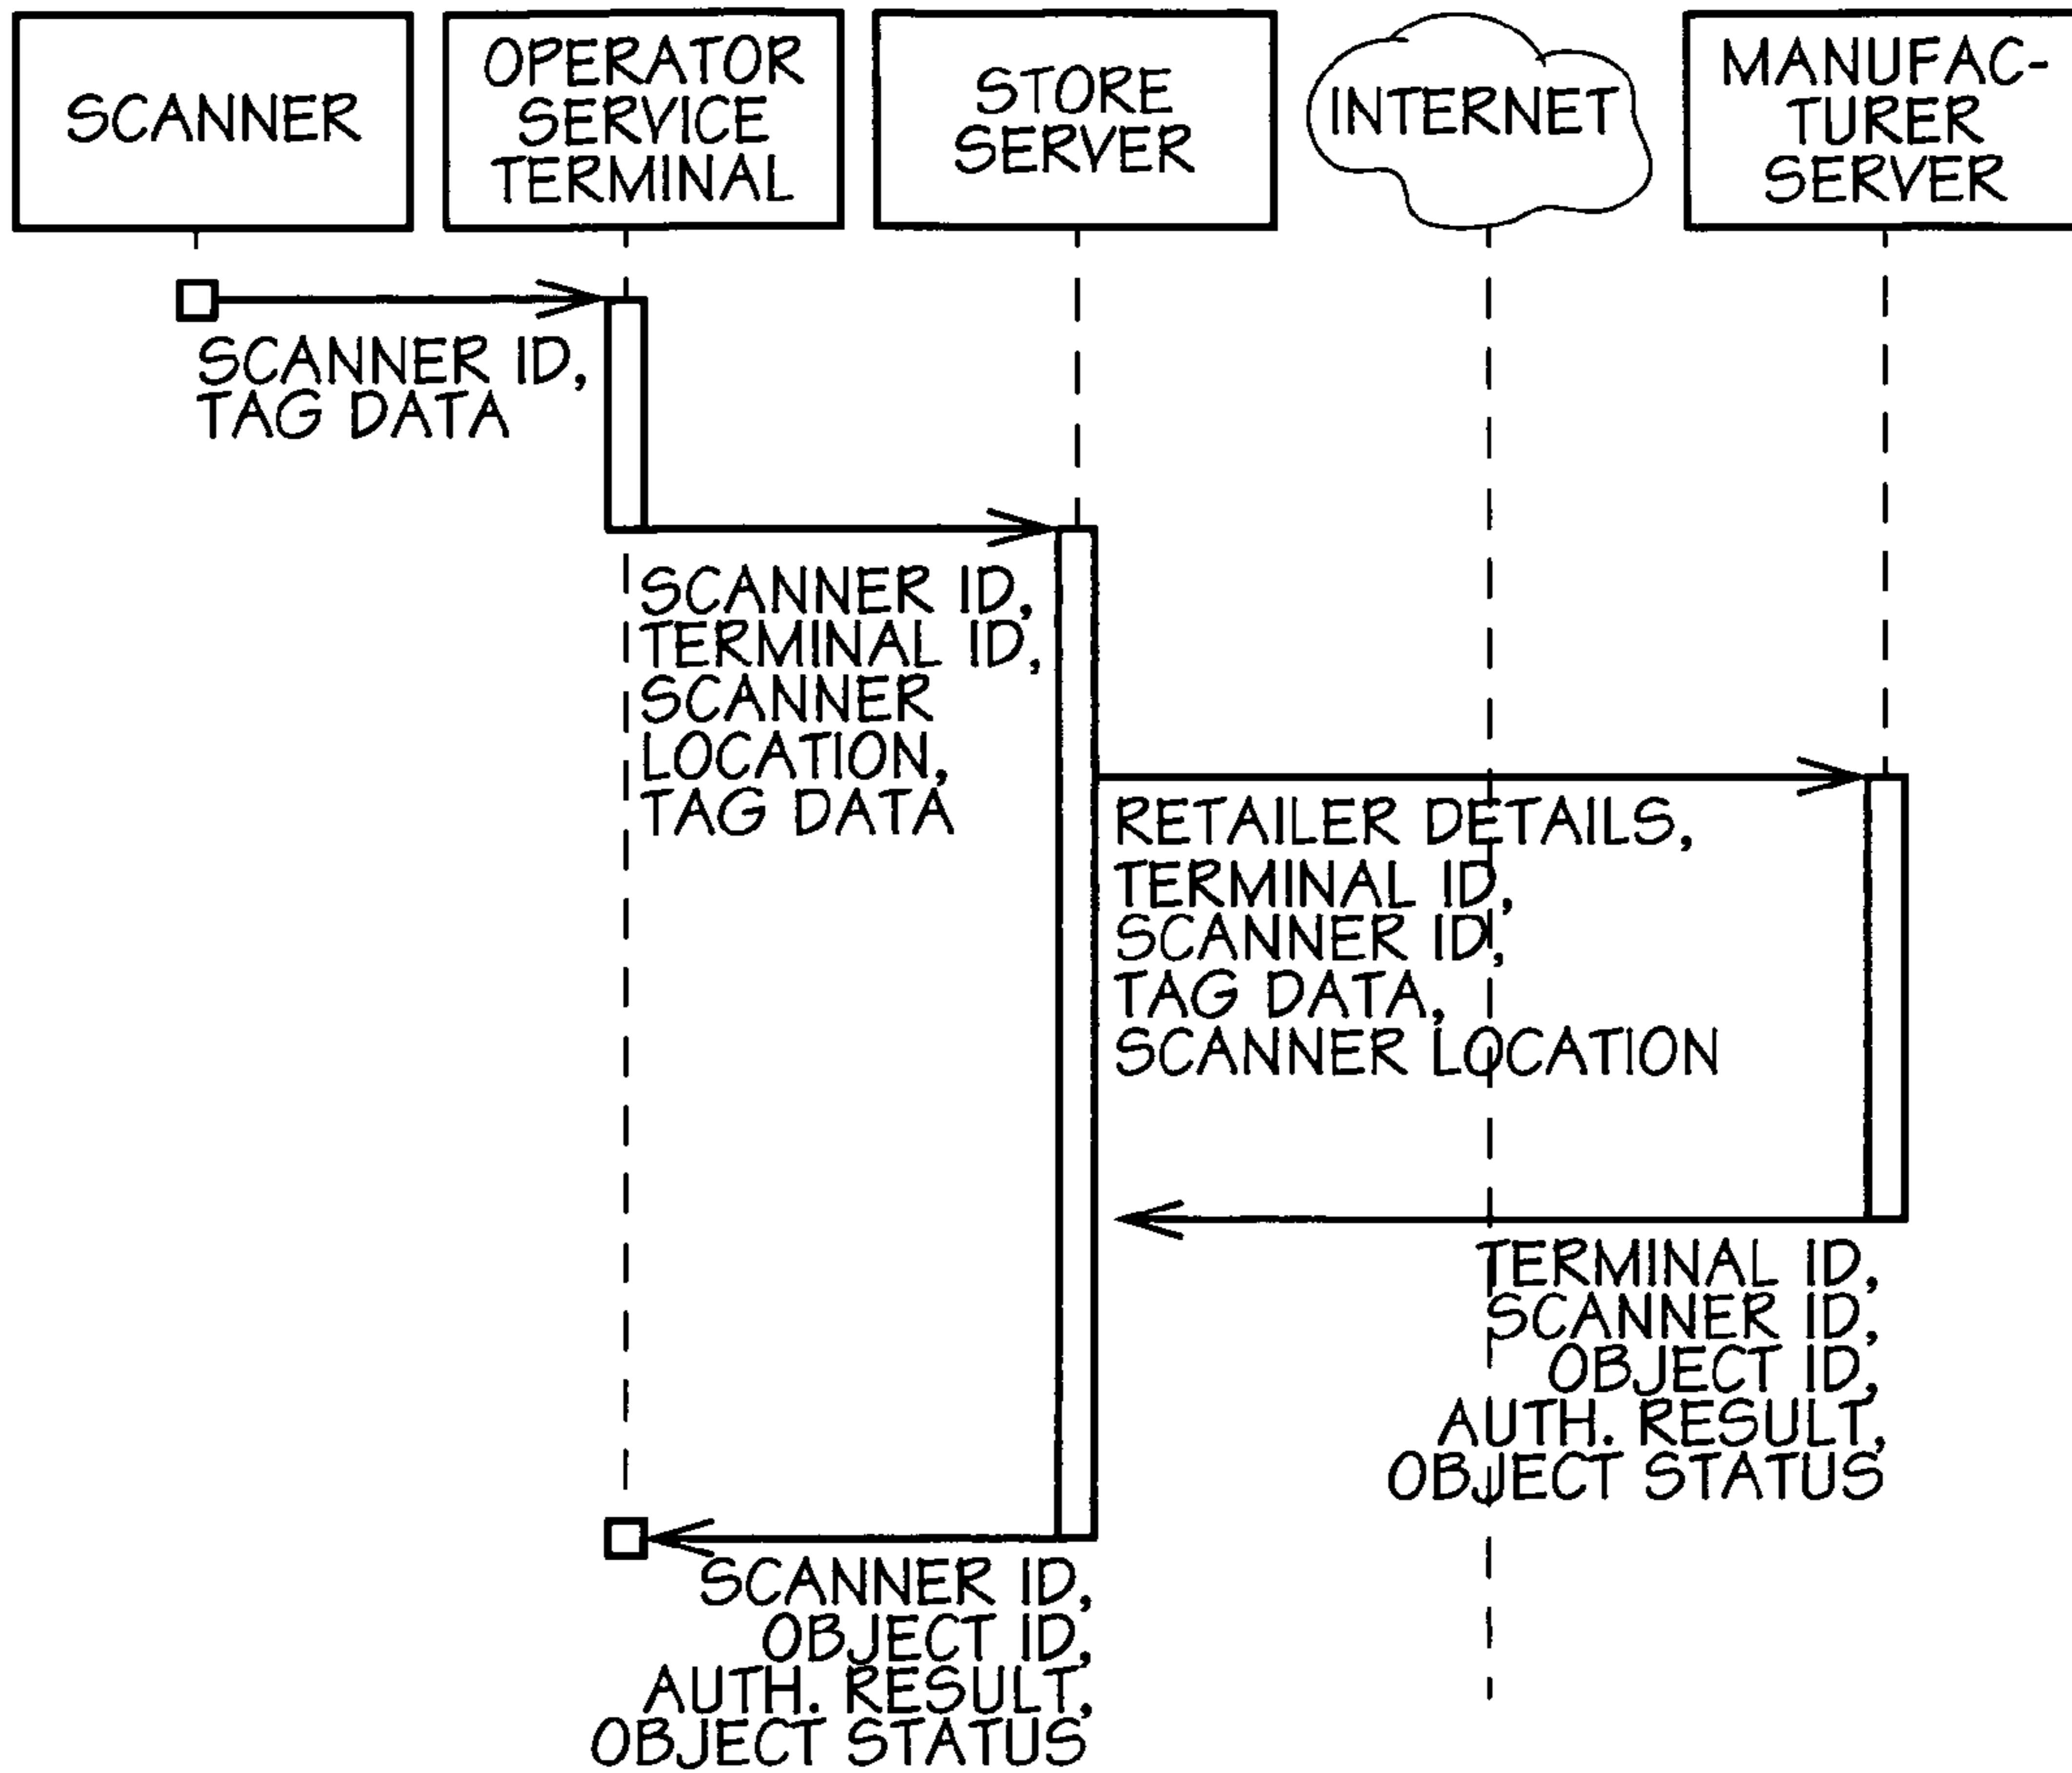 SCANNER
OPERATOR
SERVICE
TERMINAL
STORE
SERVER
INTERNET
MANUFAC-
TURER
SERVER
SCANNER ID,
TAG DATA
SCANNER ID,
TERMINAL ID,
SCANNER
LOCATION,
TAG DATA
RETAILER DETAILS,
TERMINAL ID,
SCANNER ID,
TAG DATA,
SCANNER LOCATION
TERMINAL ID,
SCANNER ID,
OBJECT ID,
AUTH. RESULT,
OBJECT STATUS
SCANNER ID,
OBJECT ID,
AUTH. RESULT,
OBJECT STATUS